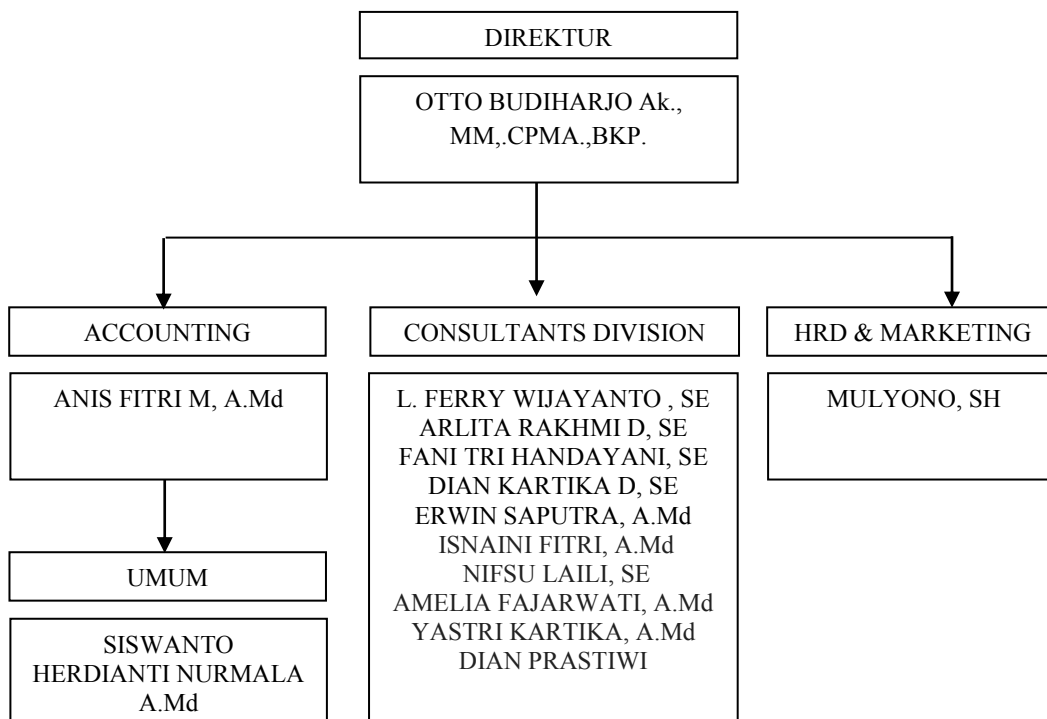 DIREKTUR
OTTO BUDIHARJO Ak.,
MM,.CPMA.,BKP.
ACCOUNTING
ANIS FITRI M, A.Md
UMUM
SISWANTO
HERDIANTI NURMALA
A.Md
CONSULTANTS DIVISION
L. FERRY WIJAYANTO , SE
ARLITA RAKHMI D, SE
FANI TRI HANDAYANI, SE
DIAN KARTIKA D, SE
ERWIN SAPUTRA, A.Md
ISNAINI FITRI, A.Md
NIFSU LAILI, SE
AMELIA FAJARWATI, A.Md
YASTRI KARTIKA, A.Md
DIAN PRASTIWI
HRD & MARKETING
MULYONO, SH